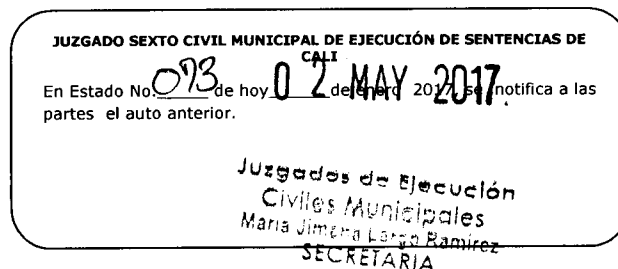 JUZGADO SEXTO CIVIL MUNICIPAL DE EJECUCIÓN DE SENTENCIAS DE
CALI
En Estado No. 073 de hoy 02 MAY 2017 de enero 2017, se notifica a las
partes el auto anterior.
Juzgados de Ejecución
Civiles Municipales
Maria Jimena Largo Ramirez
SECRETARIA